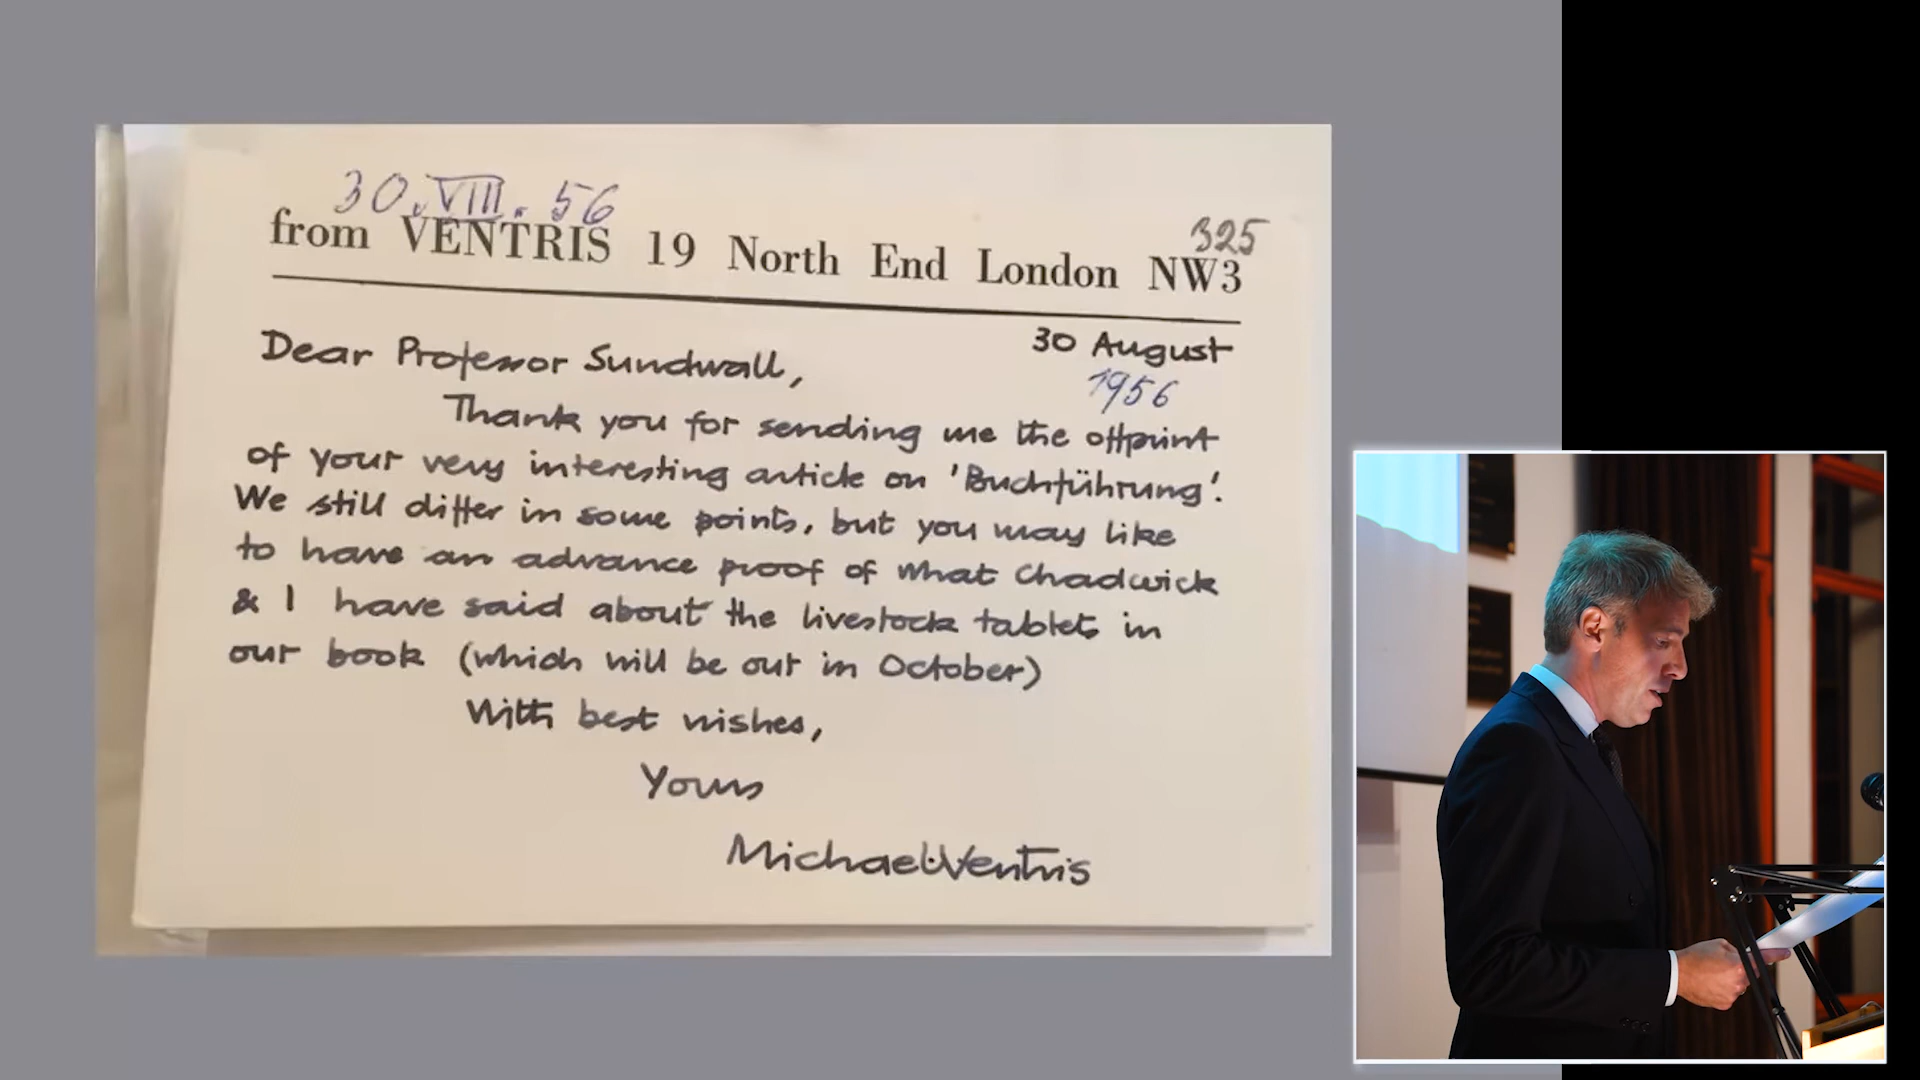 30.VIII.56
325
from VENTRIS 19 North End London NW3
30 August
1956
Dear Professor Sundwall,
Thank you for sending me the offprint
of your very interesting article on 'Buchführung'.
We still differ in some points, but you may like
to have an advance proof of what Chadwick
& I have said about the livestock tablets in
our book (which will be out in October)
With best wishes,
Yours
Michael Ventris